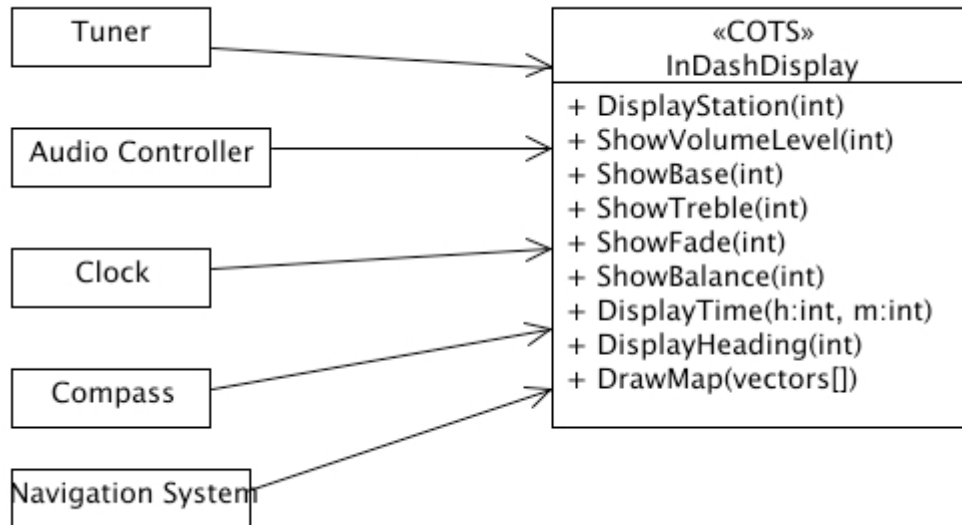 Tuner
Audio Controller
Clock
Compass
Navigation System
«COTS»
InDashDisplay
+ DisplayStation(int)
+ ShowVolumeLevel(int)
+ ShowBase(int)
+ ShowTreble(int)
+ ShowFade(int)
+ ShowBalance(int)
+ DisplayTime(h:int, m:int)
+ DisplayHeading(int)
+ DrawMap(vectors[])